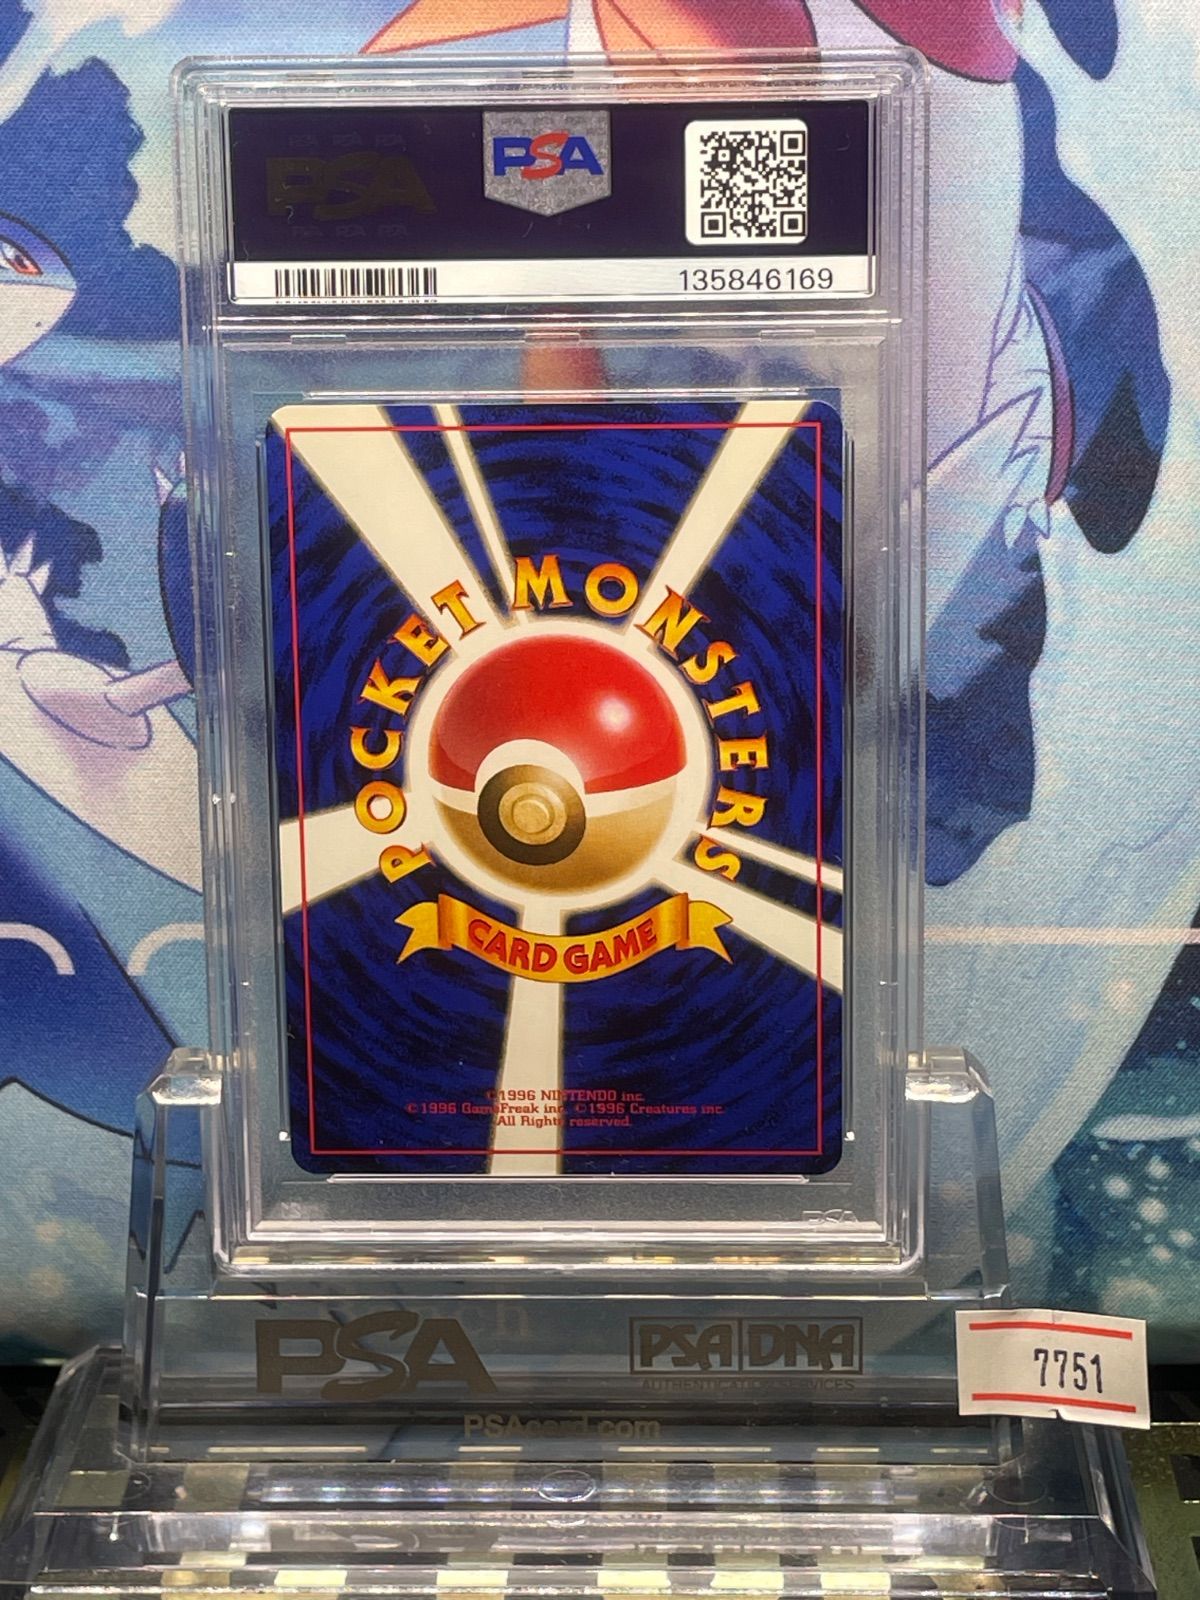 PSA
PSA
135846169
POCKET MONSTERS
CARD GAME
©1996 NINTENDO inc.
©1996 GameFreak inc. ©1996 Creatures inc.
All Rights reserved.
PSA
PSA
PSA DNA
AUTHENTICATION SERVICES
PSAcard.com
7751